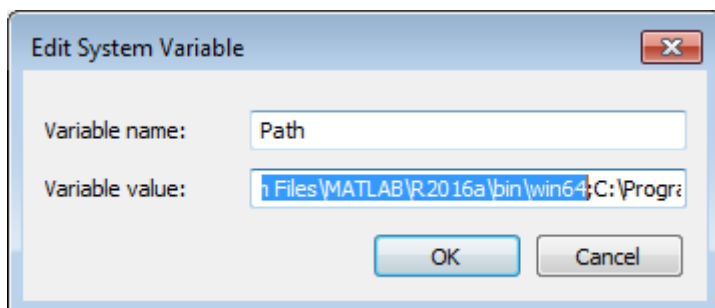 Edit System Variable
Variable name: Path
Variable value: Files\MATLAB\R2016a\bin\win64;C:\Progra
OK Cancel